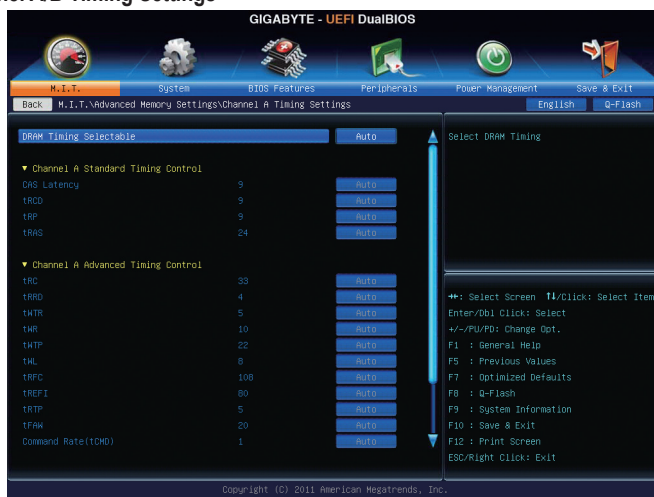 GIGABYTE - UEFI DualBIOS
M.I.T.
System
BIOS Features
Peripherals
Power Management
Save & Exit
Back M.I.T.\Advanced Memory Settings\Channel A Timing Settings
English
Q-Flash
DRAM Timing Selectable Auto
▼ Channel A Standard Timing Control
CAS Latency 9 Auto
tRCD 9 Auto
tRP 9 Auto
tRAS 24 Auto
▼ Channel A Advanced Timing Control
tRC 33 Auto
tRRD 4 Auto
tWTR 5 Auto
tWR 10 Auto
tWTP 22 Auto
tWL 8 Auto
tRFC 108 Auto
tREFI 80 Auto
tRTP 5 Auto
tFAW 20 Auto
Command Rate(tCMD) 1 Auto
Select DRAM Timing
→←: Select Screen ↑↓/Click: Select Item
Enter/Dbl Click: Select
+/-/PU/PD: Change Opt.
F1 : General Help
F5 : Previous Values
F7 : Optimized Defaults
F8 : Q-Flash
F9 : System Information
F10 : Save & Exit
F12 : Print Screen
ESC/Right Click: Exit
Copyright (C) 2011 American Megatrends, Inc.